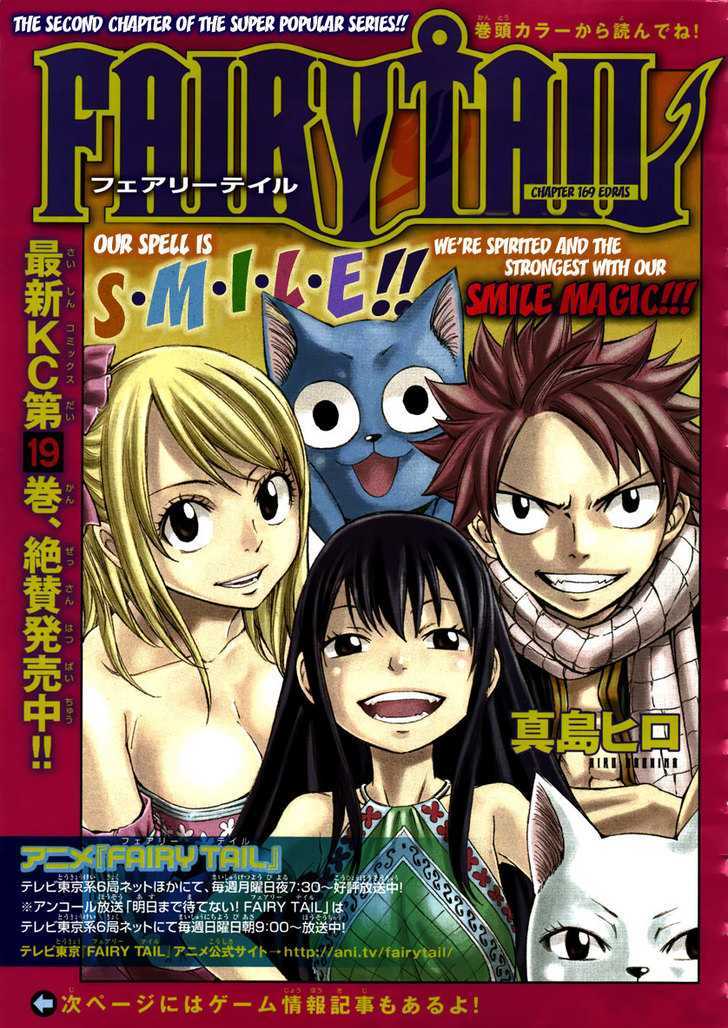 THE SECOND CHAPTER OF THE SUPER POPULAR SERIES!!
巻頭カラーから読んでね!
FAIRY TAIL
フェアリーテイル
CHAPTER 169 EDRAS
OUR SPELL IS
S・M・I・L・E!!
WE'RE SPIRITED AND THE
STRONGEST WITH OUR
SMILE MAGIC!!!
最新KC第19巻、絶賛発売中!!
真島ヒロ
HIRO MASHIMA
アニメ『FAIRY TAIL』
テレビ東京系6局ネットほかにて、毎週月曜日夜7:30〜好評放送中!
※アンコール放送「明日まで待てない! FAIRY TAIL」は
テレビ東京系6局ネットにて毎週日曜日朝9:00〜放送中!
テレビ東京『FAIRY TAIL』アニメ公式サイト→http://ani.tv/fairytail/
次ページにはゲーム情報記事もあるよ!